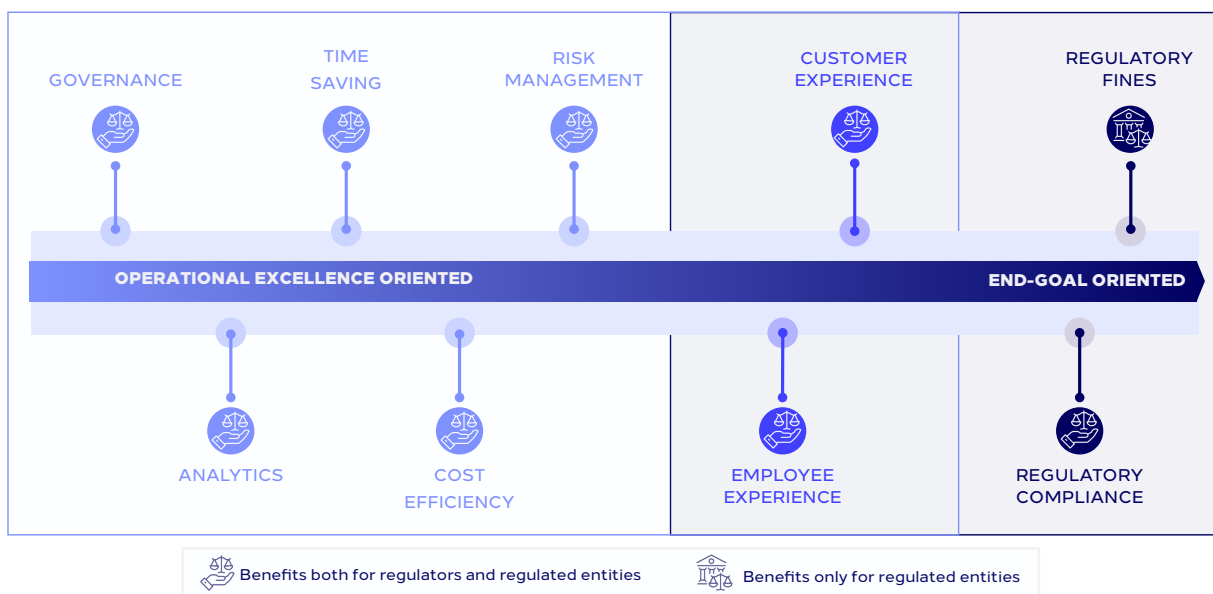 GOVERNANCE
TIME
SAVING
RISK
MANAGEMENT
CUSTOMER
EXPERIENCE
REGULATORY
FINES
OPERATIONAL EXCELLENCE ORIENTED
END-GOAL ORIENTED
ANALYTICS
COST
EFFICIENCY
EMPLOYEE
EXPERIENCE
REGULATORY
COMPLIANCE
Benefits both for regulators and regulated entities
Benefits only for regulated entities